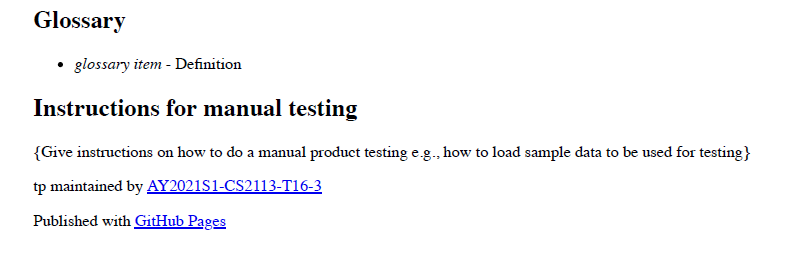 Glossary
• glossary item - Definition
Instructions for manual testing
{Give instructions on how to do a manual product testing e.g., how to load sample data to be used for testing}
tp maintained by AY2021S1-CS2113-T16-3
Published with GitHub Pages